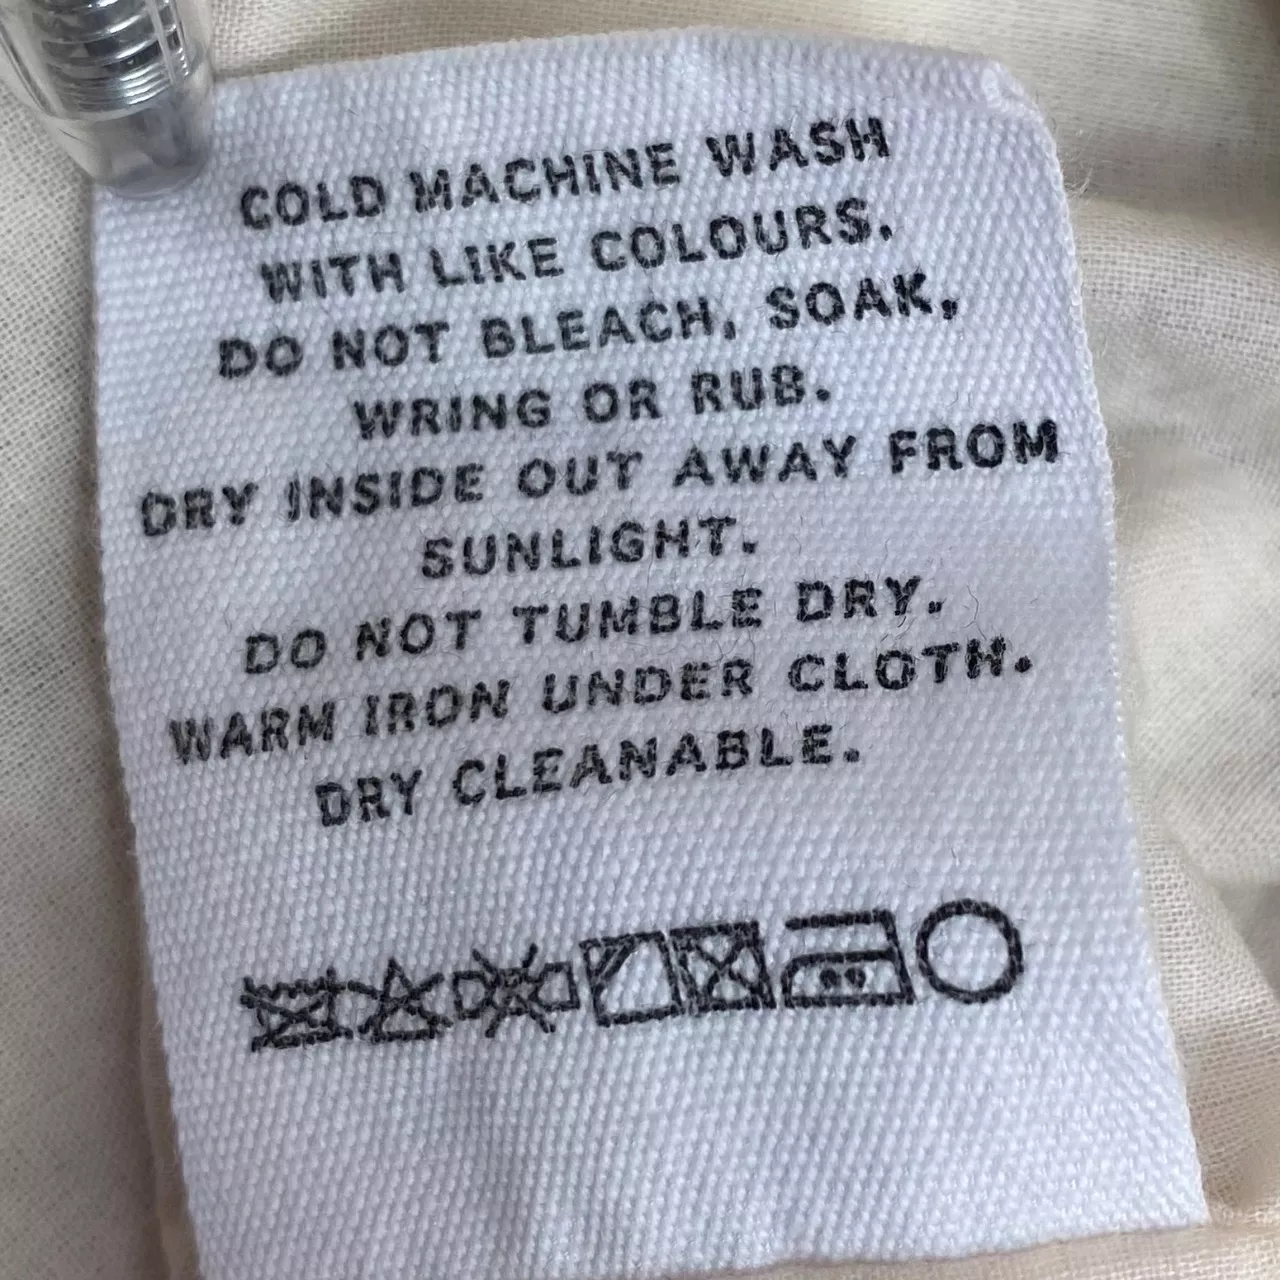 COLD MACHINE WASH
WITH LIKE COLOURS.
DO NOT BLEACH, SOAK,
WRING OR RUB.
DRY INSIDE OUT AWAY FROM
SUNLIGHT.
DO NOT TUMBLE DRY.
WARM IRON UNDER CLOTH.
DRY CLEANABLE.